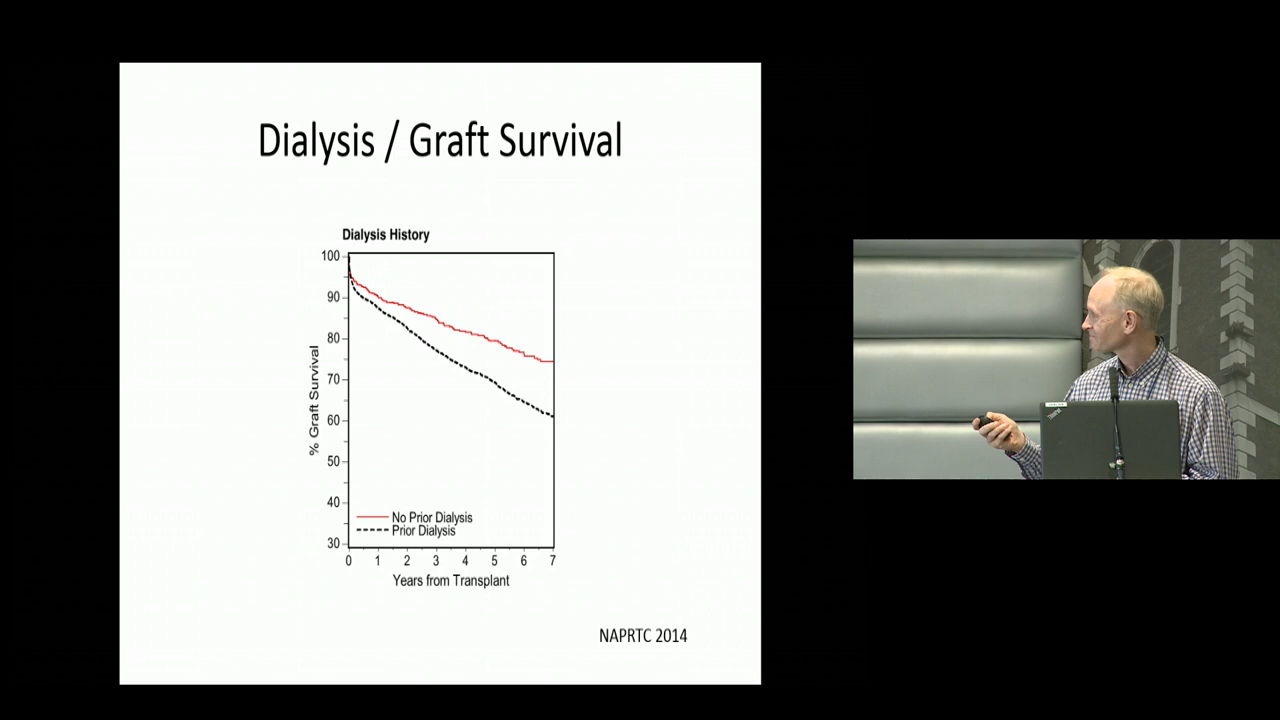 Dialysis / Graft Survival
Dialysis History
100
90
80
70
60
50
40
30
% Graft Survival
No Prior Dialysis
Prior Dialysis
0 1 2 3 4 5 6 7
Years from Transplant
NAPRTC 2014